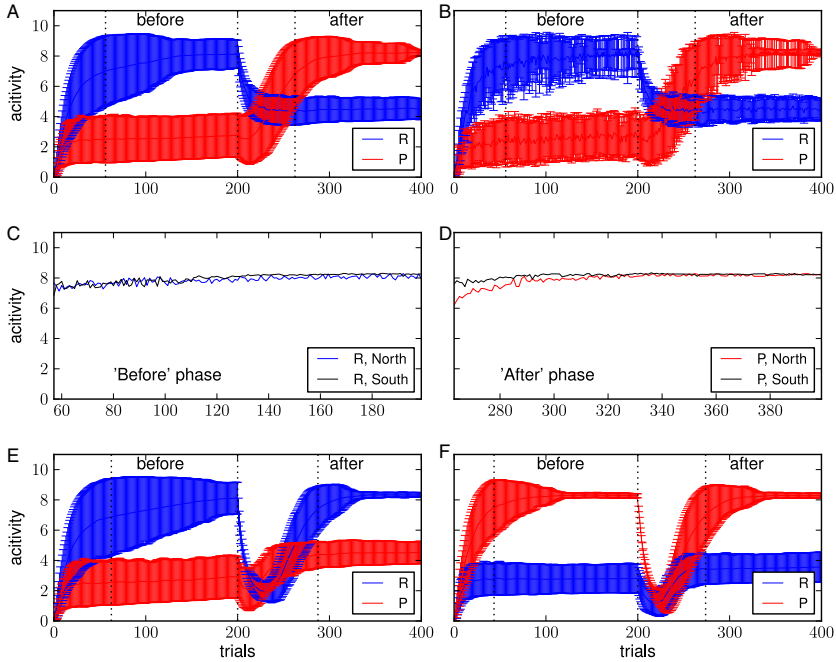 A
before
after
acitivity
10
8
6
4
2
0
R
P
0
100
200
300
400
B
before
after
R
P
0
100
200
300
400
C
acitivity
10
8
6
4
2
0
'Before' phase
R, North
R, South
60
80
100
120
140
160
180
D
'After' phase
P, North
P, South
280
300
320
340
360
380
E
before
after
acitivity
10
8
6
4
2
0
R
P
0
100
200
300
400
trials
F
before
after
R
P
0
100
200
300
400
trials